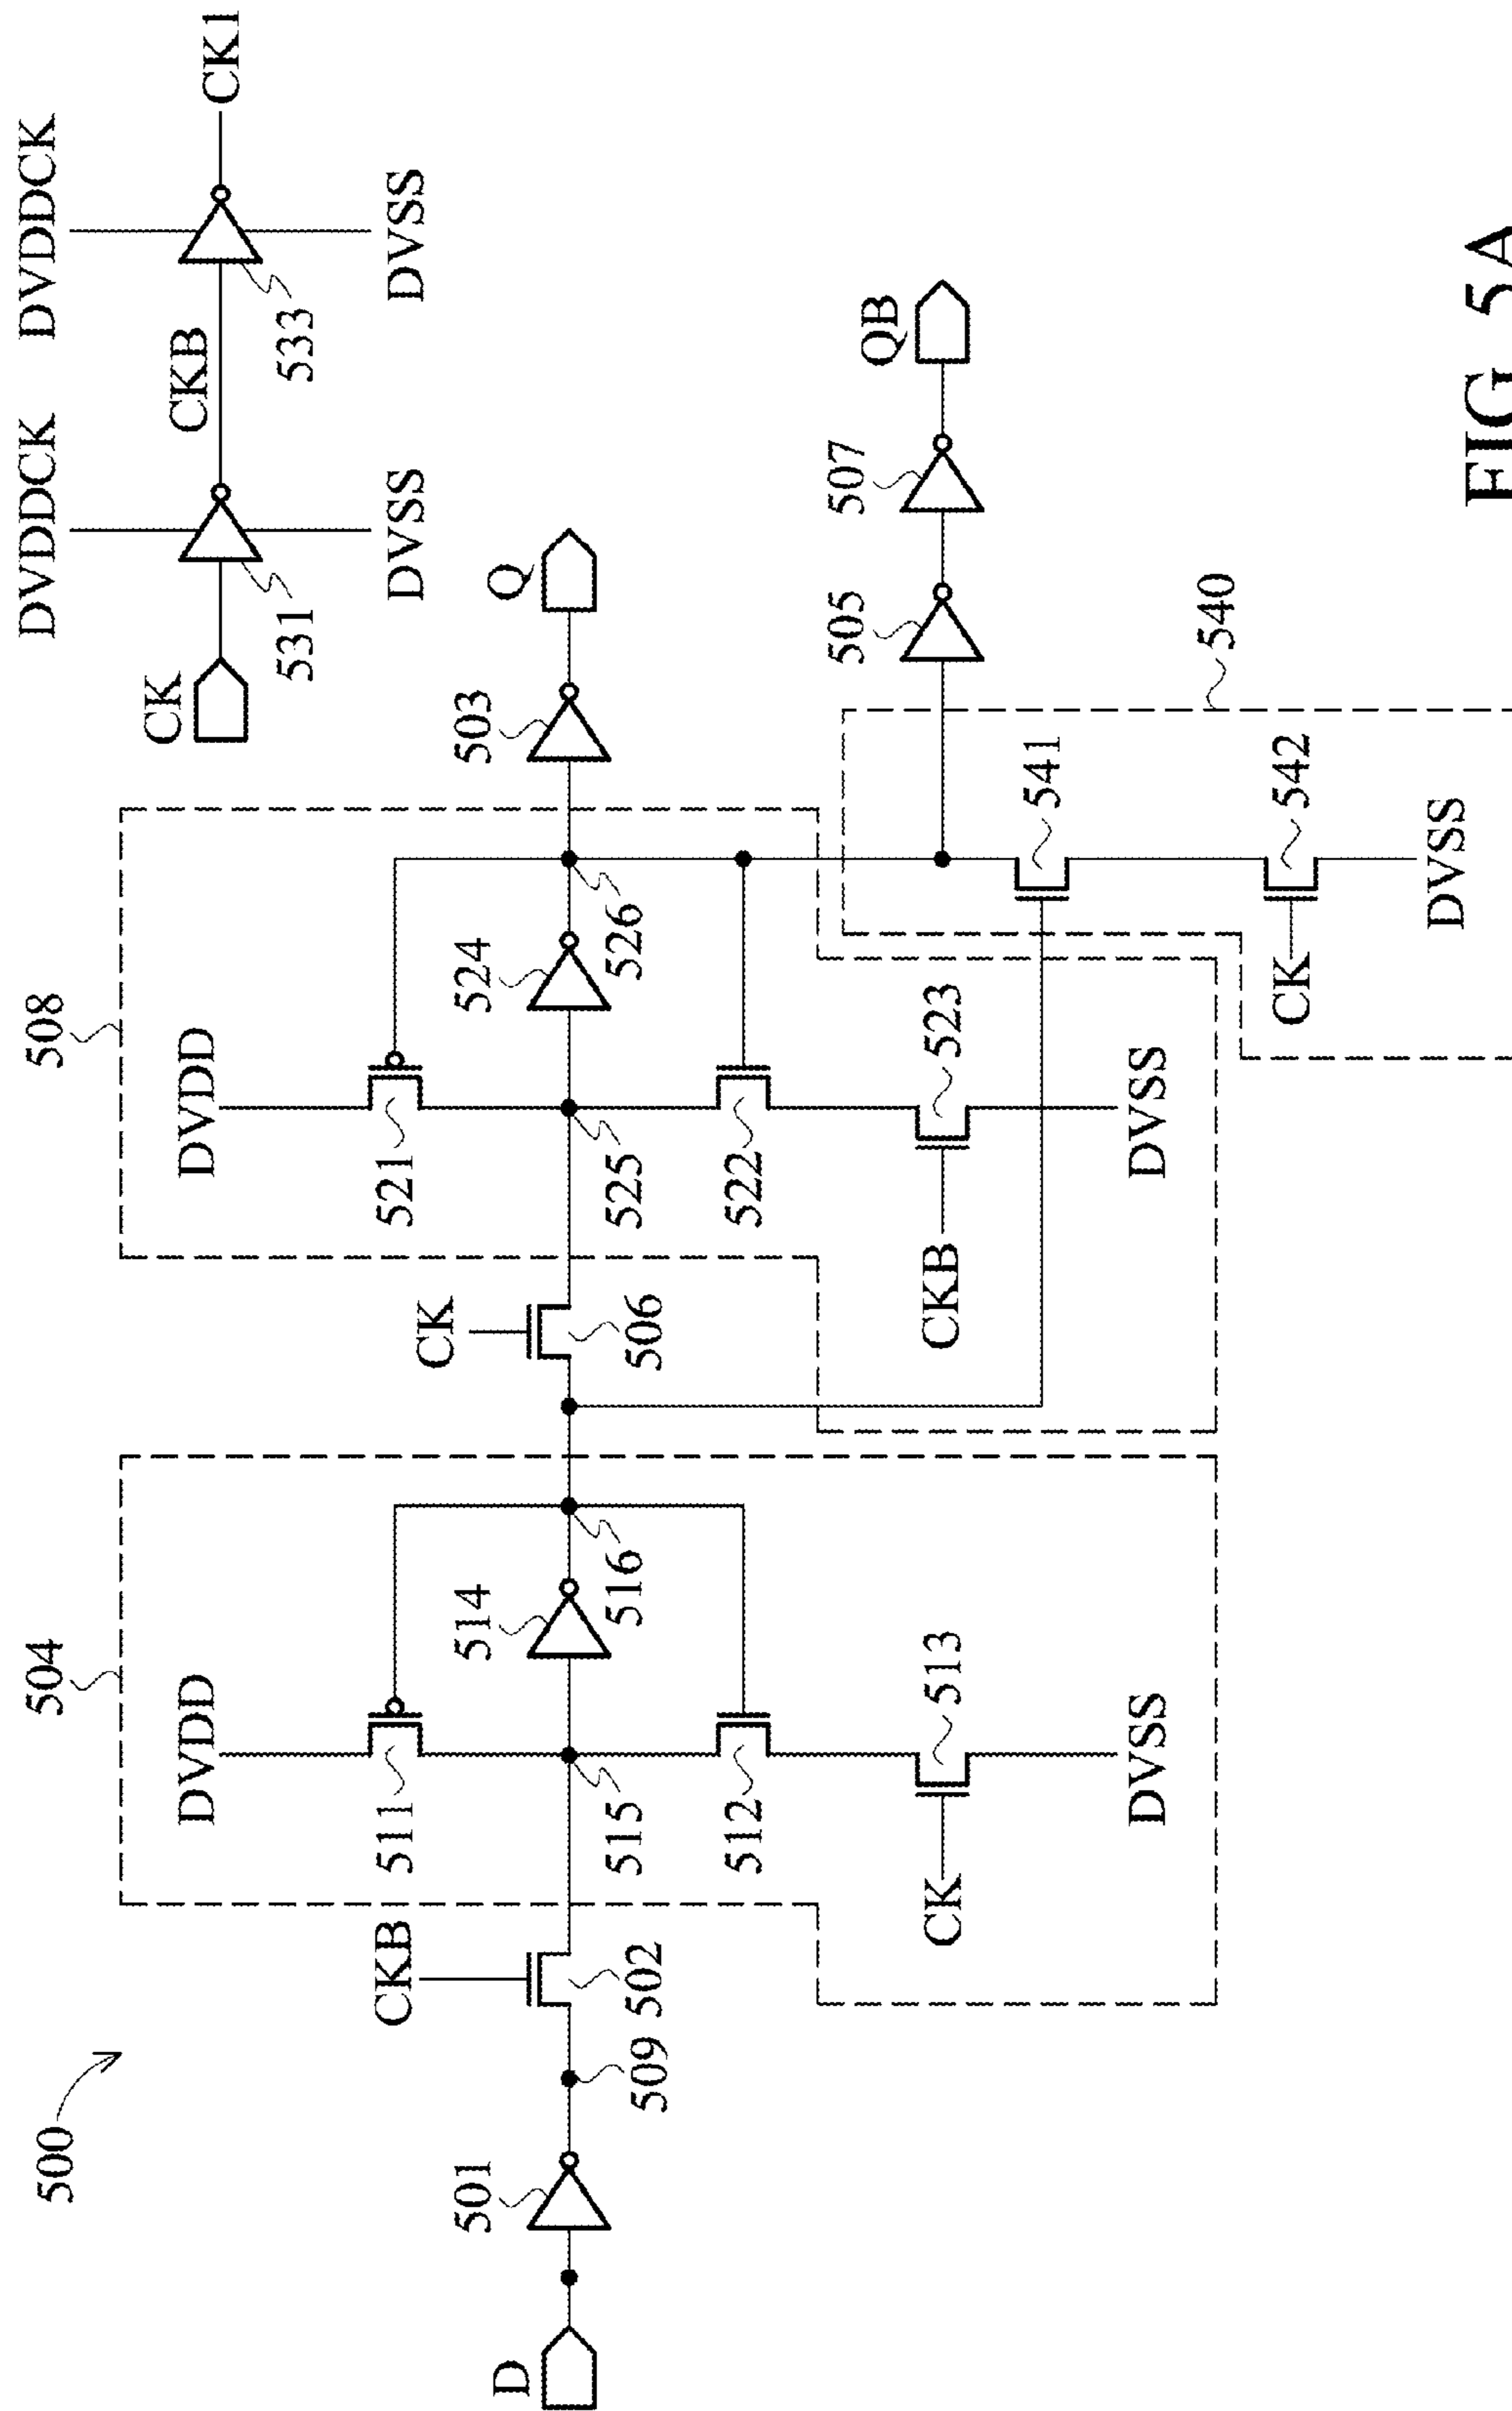 500
504
508
DVDDCK
DVDDCK
CK
CKB
CK1
531
533
DVSS
DVSS
DVDD
DVDD
CKB
CK
511
521
D
501
514
524
503
Q
509
502
515
516
506
525
526
512
522
505
507
QB
CK
513
CKB
523
541
540
DVSS
DVSS
CK
542
DVSS
FIG. 5A